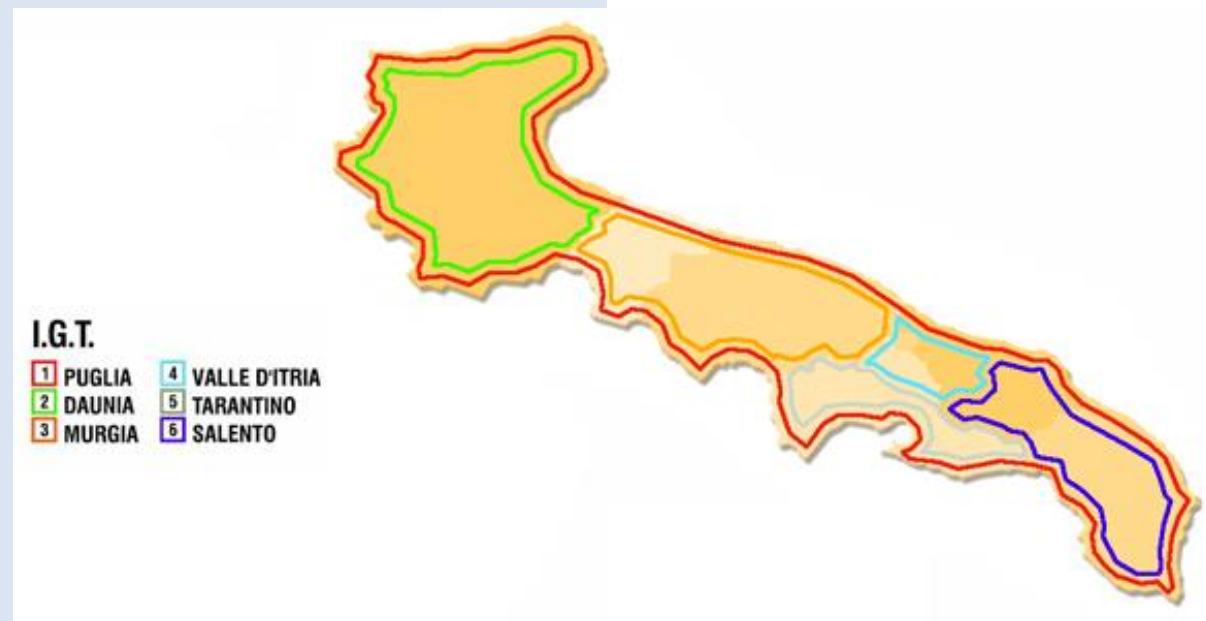 I.G.T.
1 PUGLIA 4 VALLE D'ITRIA
2 DAUNIA 5 TARANTINO
3 MURGIA 6 SALENTO